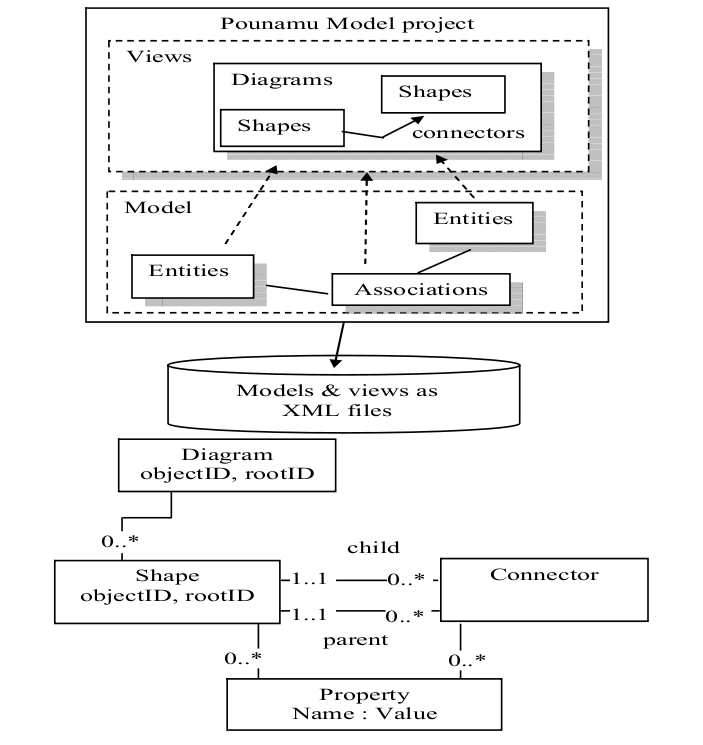 Pounamu Model project
Views
Diagrams
Shapes
Shapes
connectors
Model
Entities
Entities
Associations
Models & views as
XML files
Diagram
objectID, rootID
0..*
child
Shape
objectID, rootID
1..1
0..*
Connector
1..1
0..*
parent
0..*
0..*
Property
Name : Value